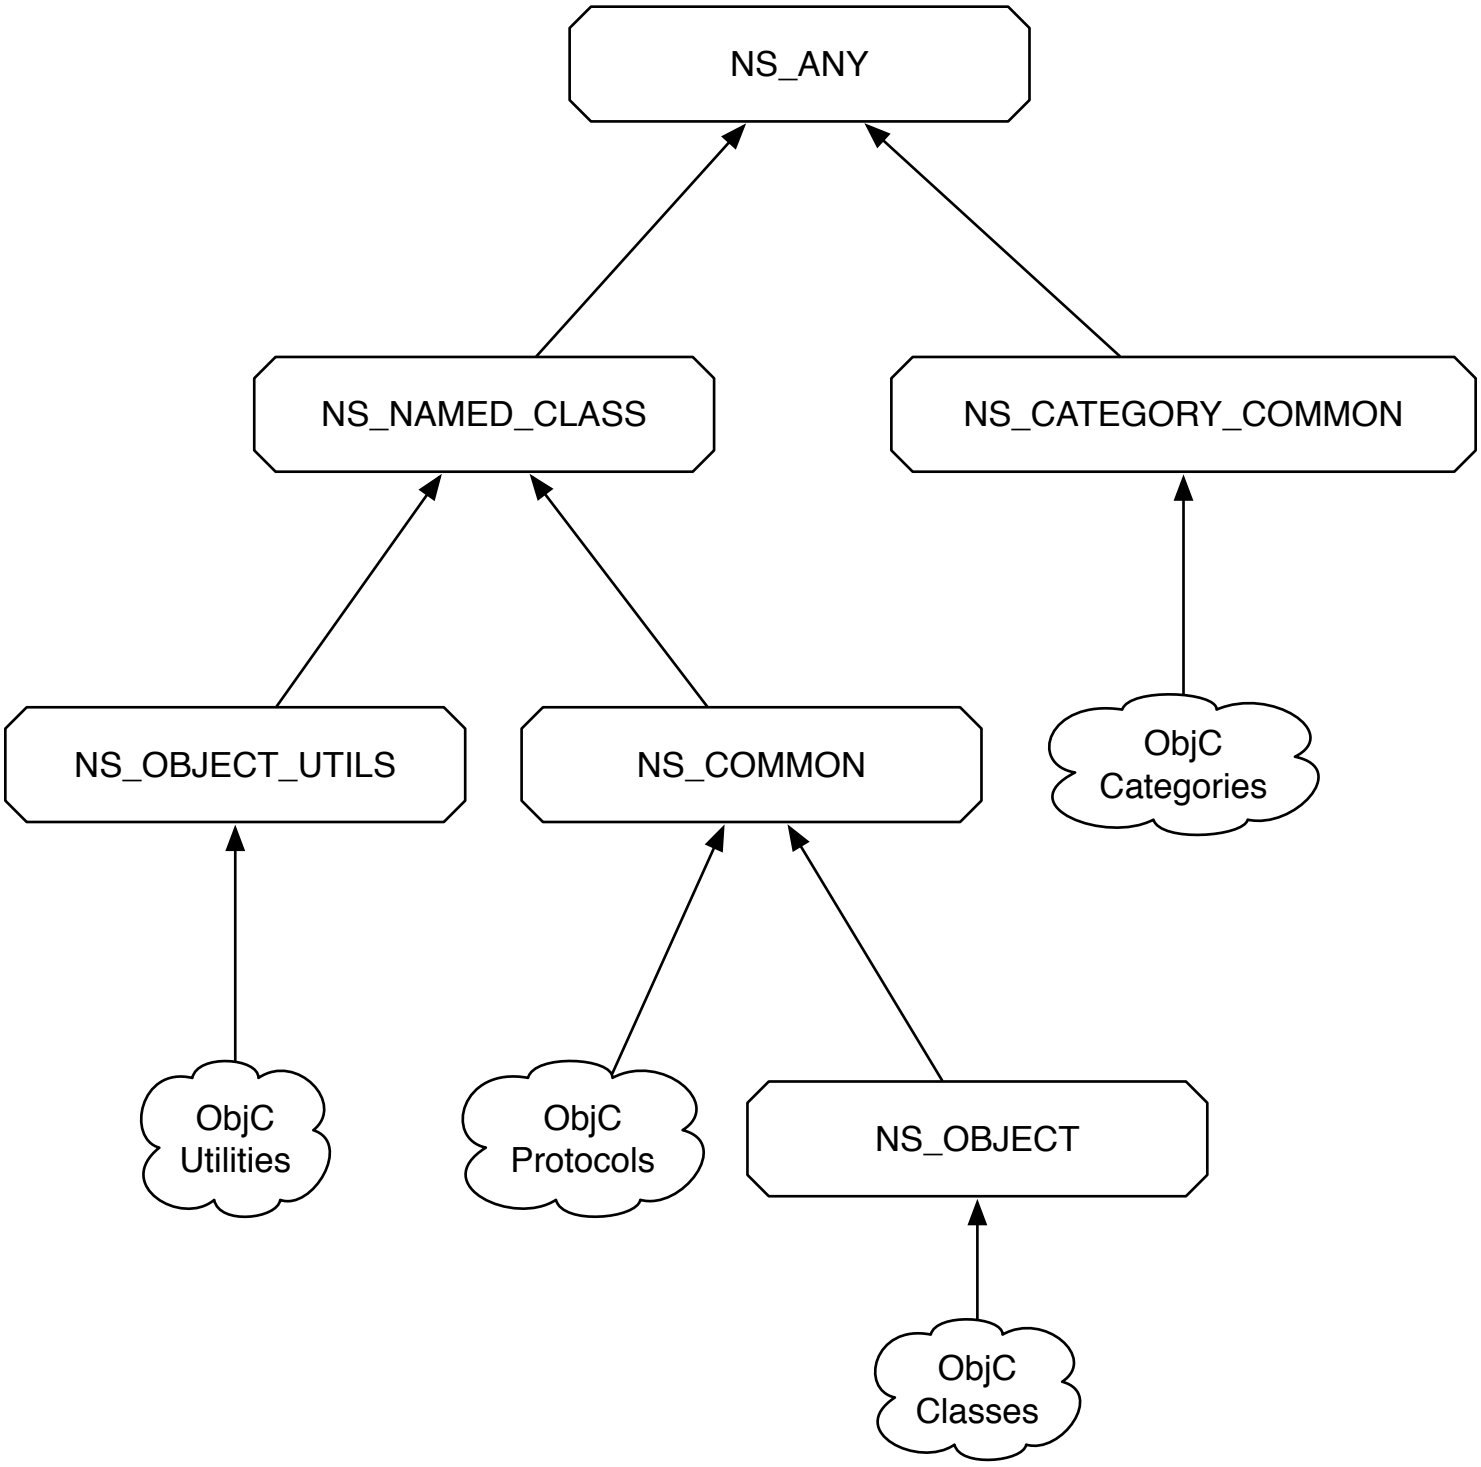 NS_ANY
NS_NAMED_CLASS
NS_CATEGORY_COMMON
NS_OBJECT_UTILS
NS_COMMON
ObjC
Categories
ObjC
Utilities
ObjC
Protocols
NS_OBJECT
ObjC
Classes